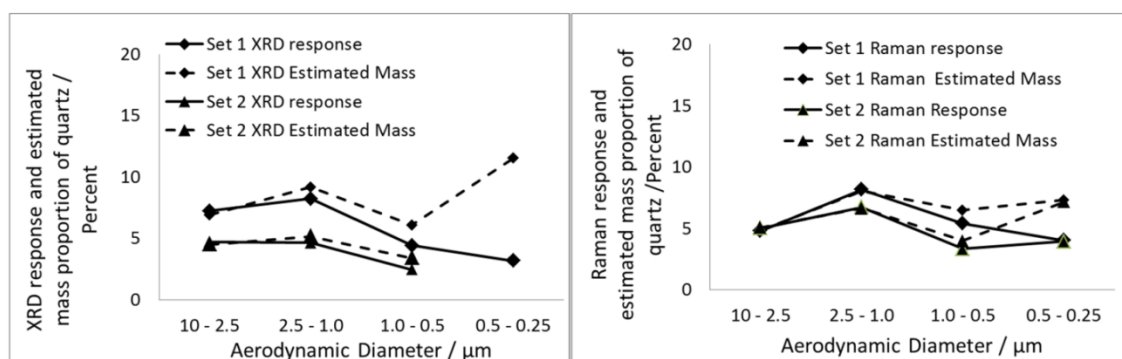 XRD response and estimated
mass proportion of quartz /
Percent
20
15
10
5
0
Set 1 XRD response
Set 1 XRD Estimated Mass
Set 2 XRD response
Set 2 XRD Estimated Mass
10 - 2.5
2.5 - 1.0
1.0 - 0.5
0.5 - 0.25
Aerodynamic Diameter / µm
Raman response and
estimated mass proportion of
quartz /Percent
20
15
10
5
0
Set 1 Raman response
Set 1 Raman  Estimated Mass
Set 2 Raman Response
Set 2 Raman Estimated Mass
10 - 2.5
2.5 - 1.0
1.0 - 0.5
0.5 - 0.25
Aerodynamic Diameter / µm